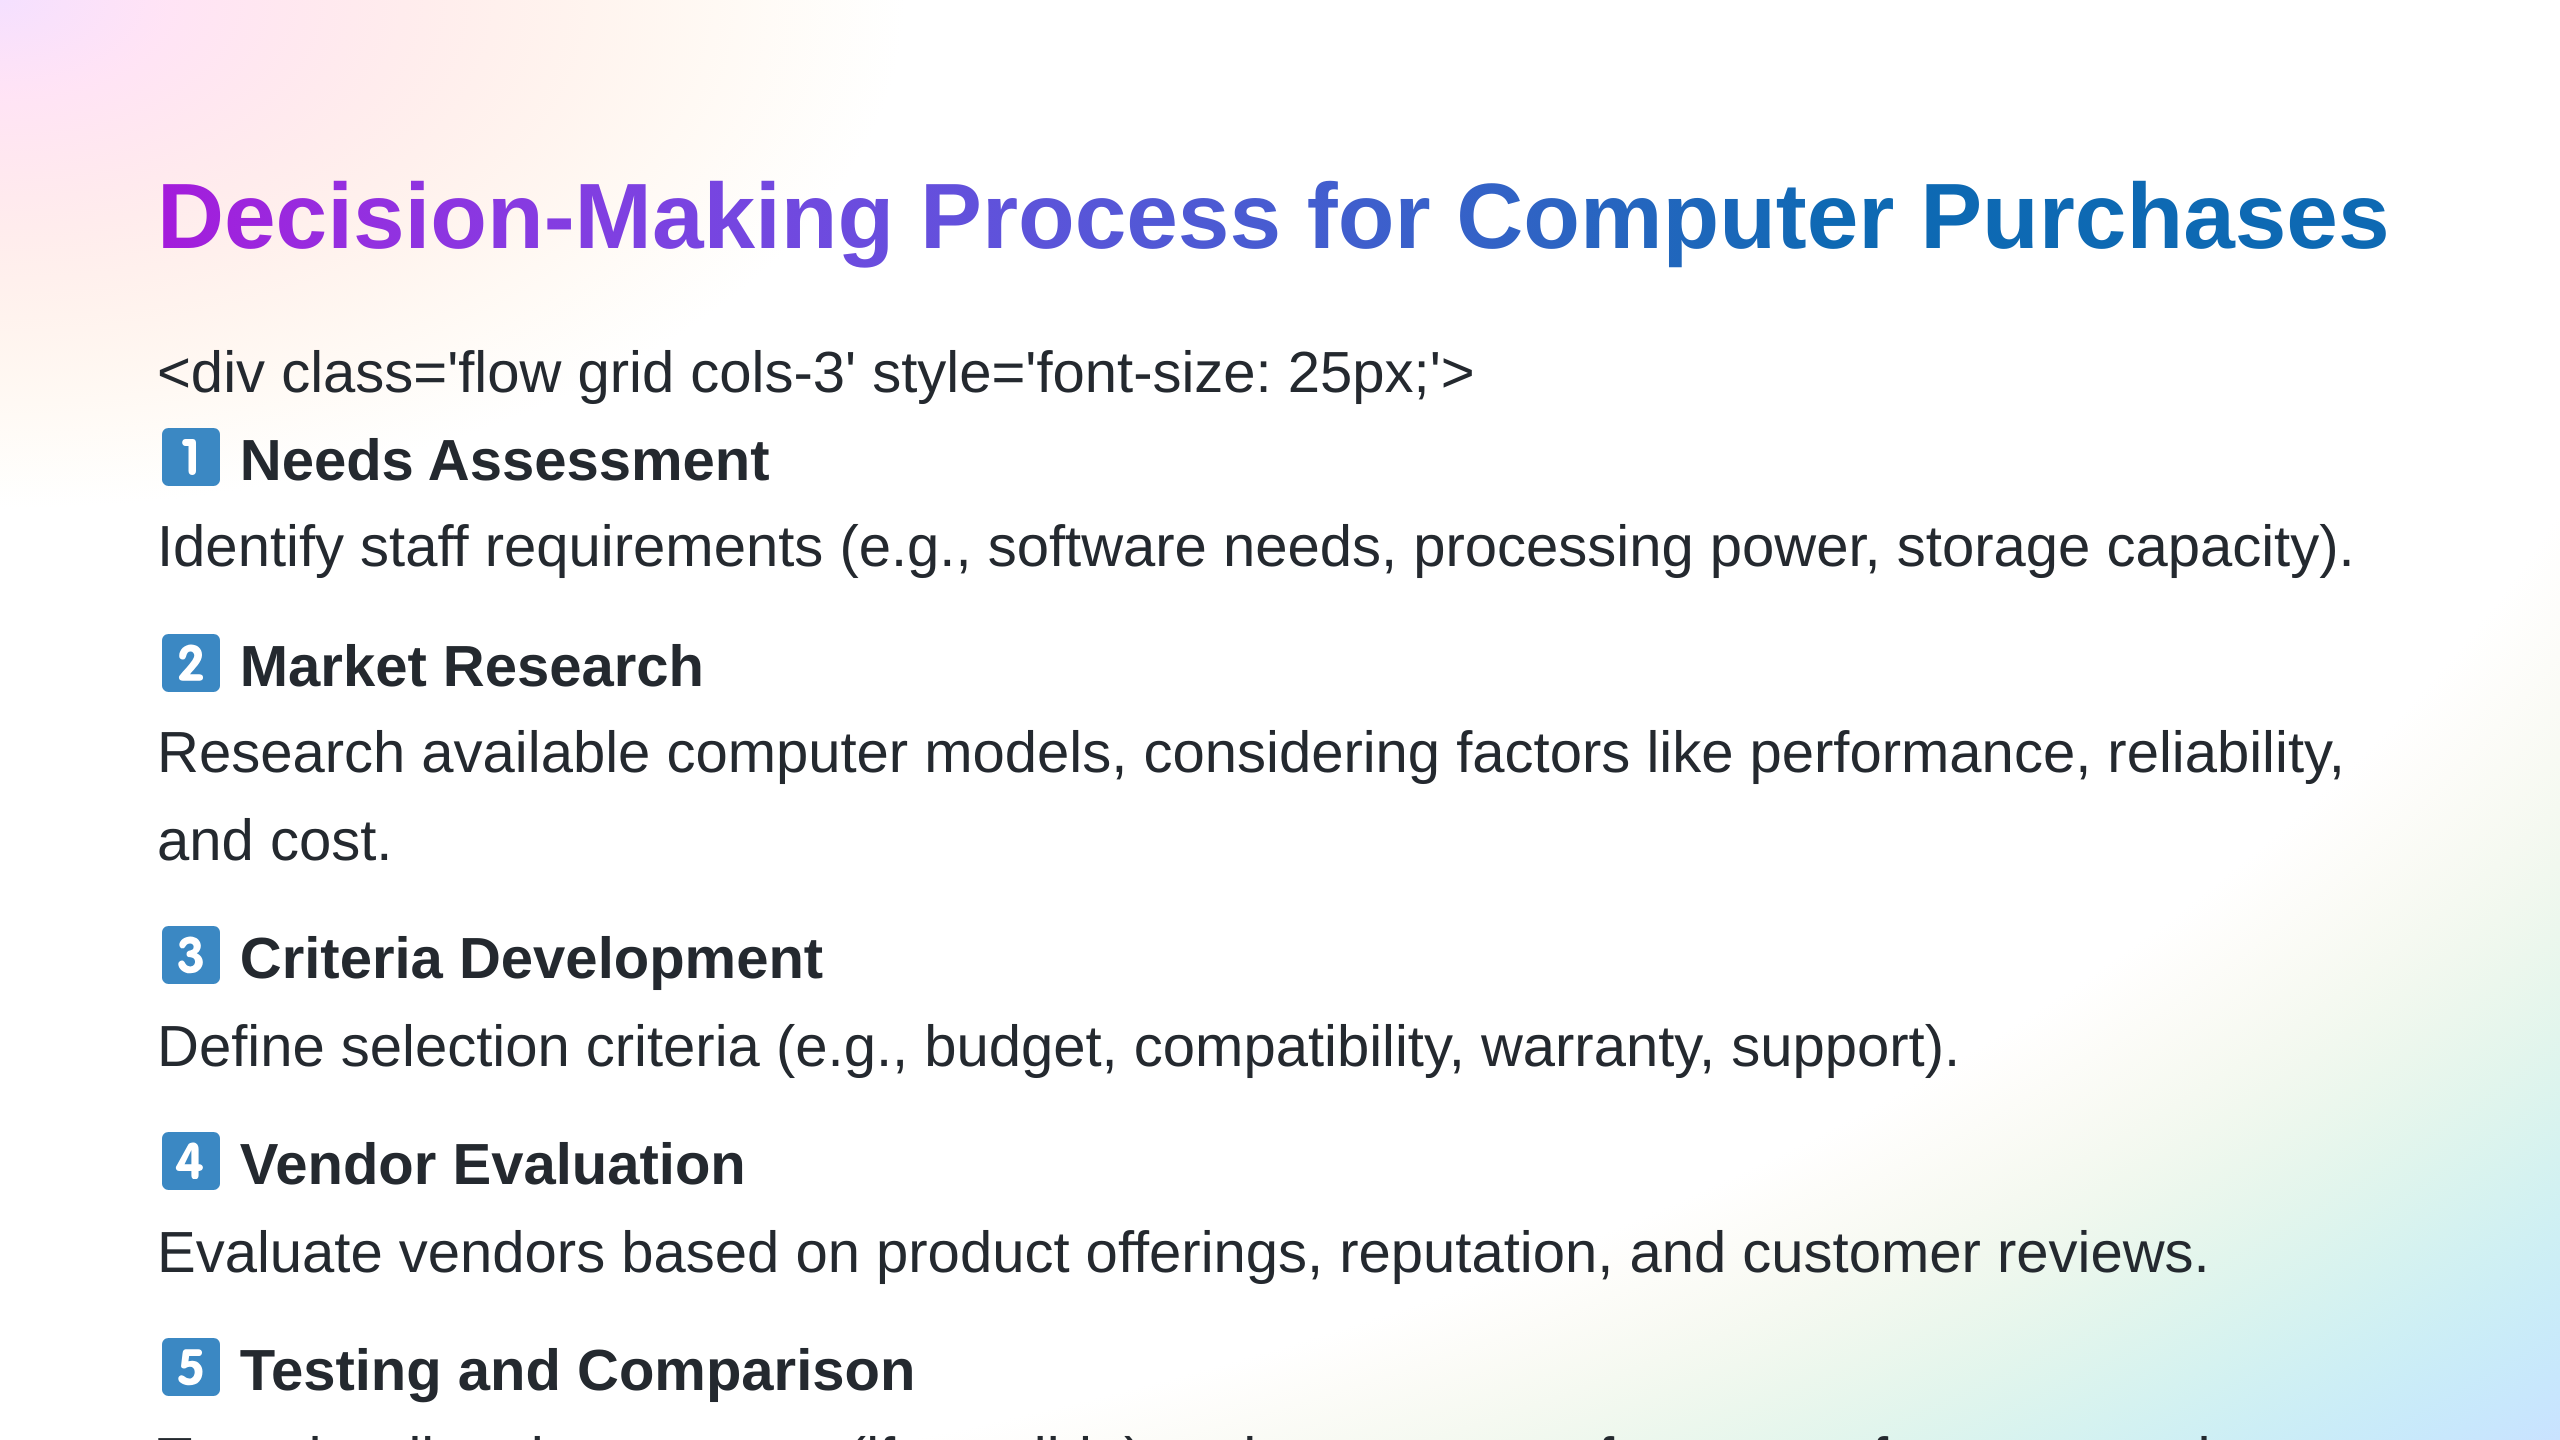 Decision-Making Process for Computer Purchases
<div class='flow grid cols-3' style='font-size: 25px;'>
1 Needs Assessment
Identify staff requirements (e.g., software needs, processing power, storage capacity).
2 Market Research
Research available computer models, considering factors like performance, reliability,
and cost.
3 Criteria Development
Define selection criteria (e.g., budget, compatibility, warranty, support).
4 Vendor Evaluation
Evaluate vendors based on product offerings, reputation, and customer reviews.
5 Testing and Comparison